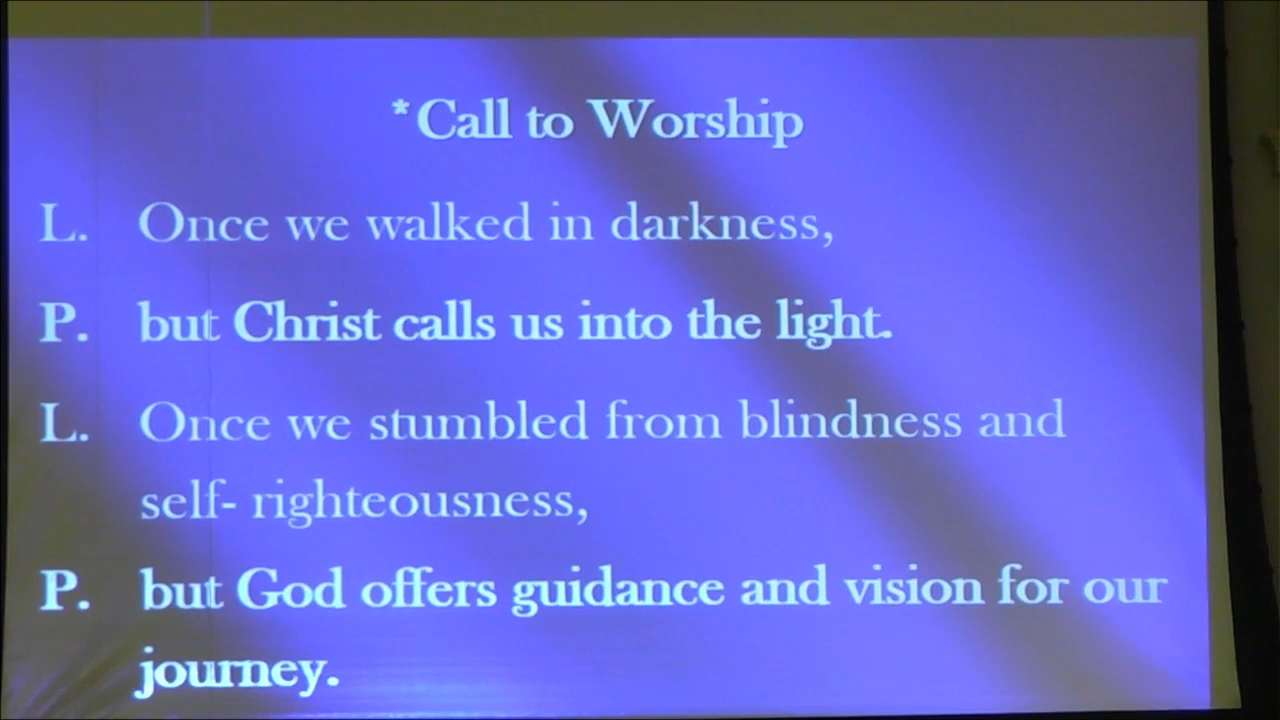 *Call to Worship
L. Once we walked in darkness,
P. but Christ calls us into the light.
L. Once we stumbled from blindness and
self- righteousness,
P. but God offers guidance and vision for our
journey.